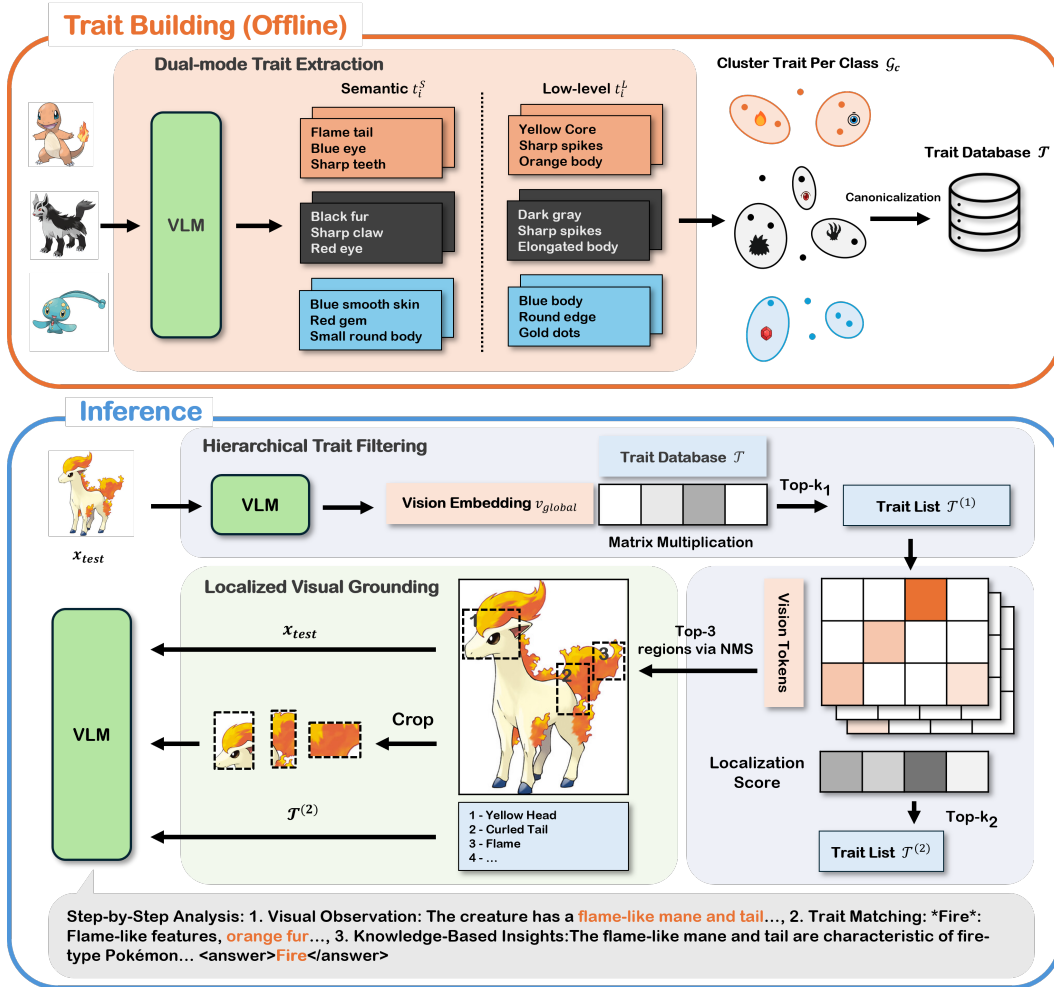 Trait Building (Offline)
Dual-mode Trait Extraction
VLM
Semantic t_i^S
Flame tail
Blue eye
Sharp teeth
Black fur
Sharp claw
Red eye
Blue smooth skin
Red gem
Small round body
Low-level t_i^L
Yellow Core
Sharp spikes
Orange body
Dark gray
Sharp spikes
Elongated body
Blue body
Round edge
Gold dots
Cluster Trait Per Class 𝒢_c
Canonicalization
Trait Database 𝒯
Inference
Hierarchical Trait Filtering
x_test
VLM
Vision Embedding v_global
Trait Database 𝒯
Matrix Multiplication
Top-k₁
Trait List 𝒯^(1)
Vision Tokens
Localization
Score
Top-k₂
Trait List 𝒯^(2)
Top-3
regions via NMS
Localized Visual Grounding
1
2
3
1 - Yellow Head
2 - Curled Tail
3 - Flame
4 - ...
x_test
Crop
𝒯^(2)
VLM
Step-by-Step Analysis: 1. Visual Observation: The creature has a flame-like mane and tail..., 2. Trait Matching: *Fire*:
Flame-like features, orange fur..., 3. Knowledge-Based Insights:The flame-like mane and tail are characteristic of fire-
type Pokémon... <answer>Fire</answer>